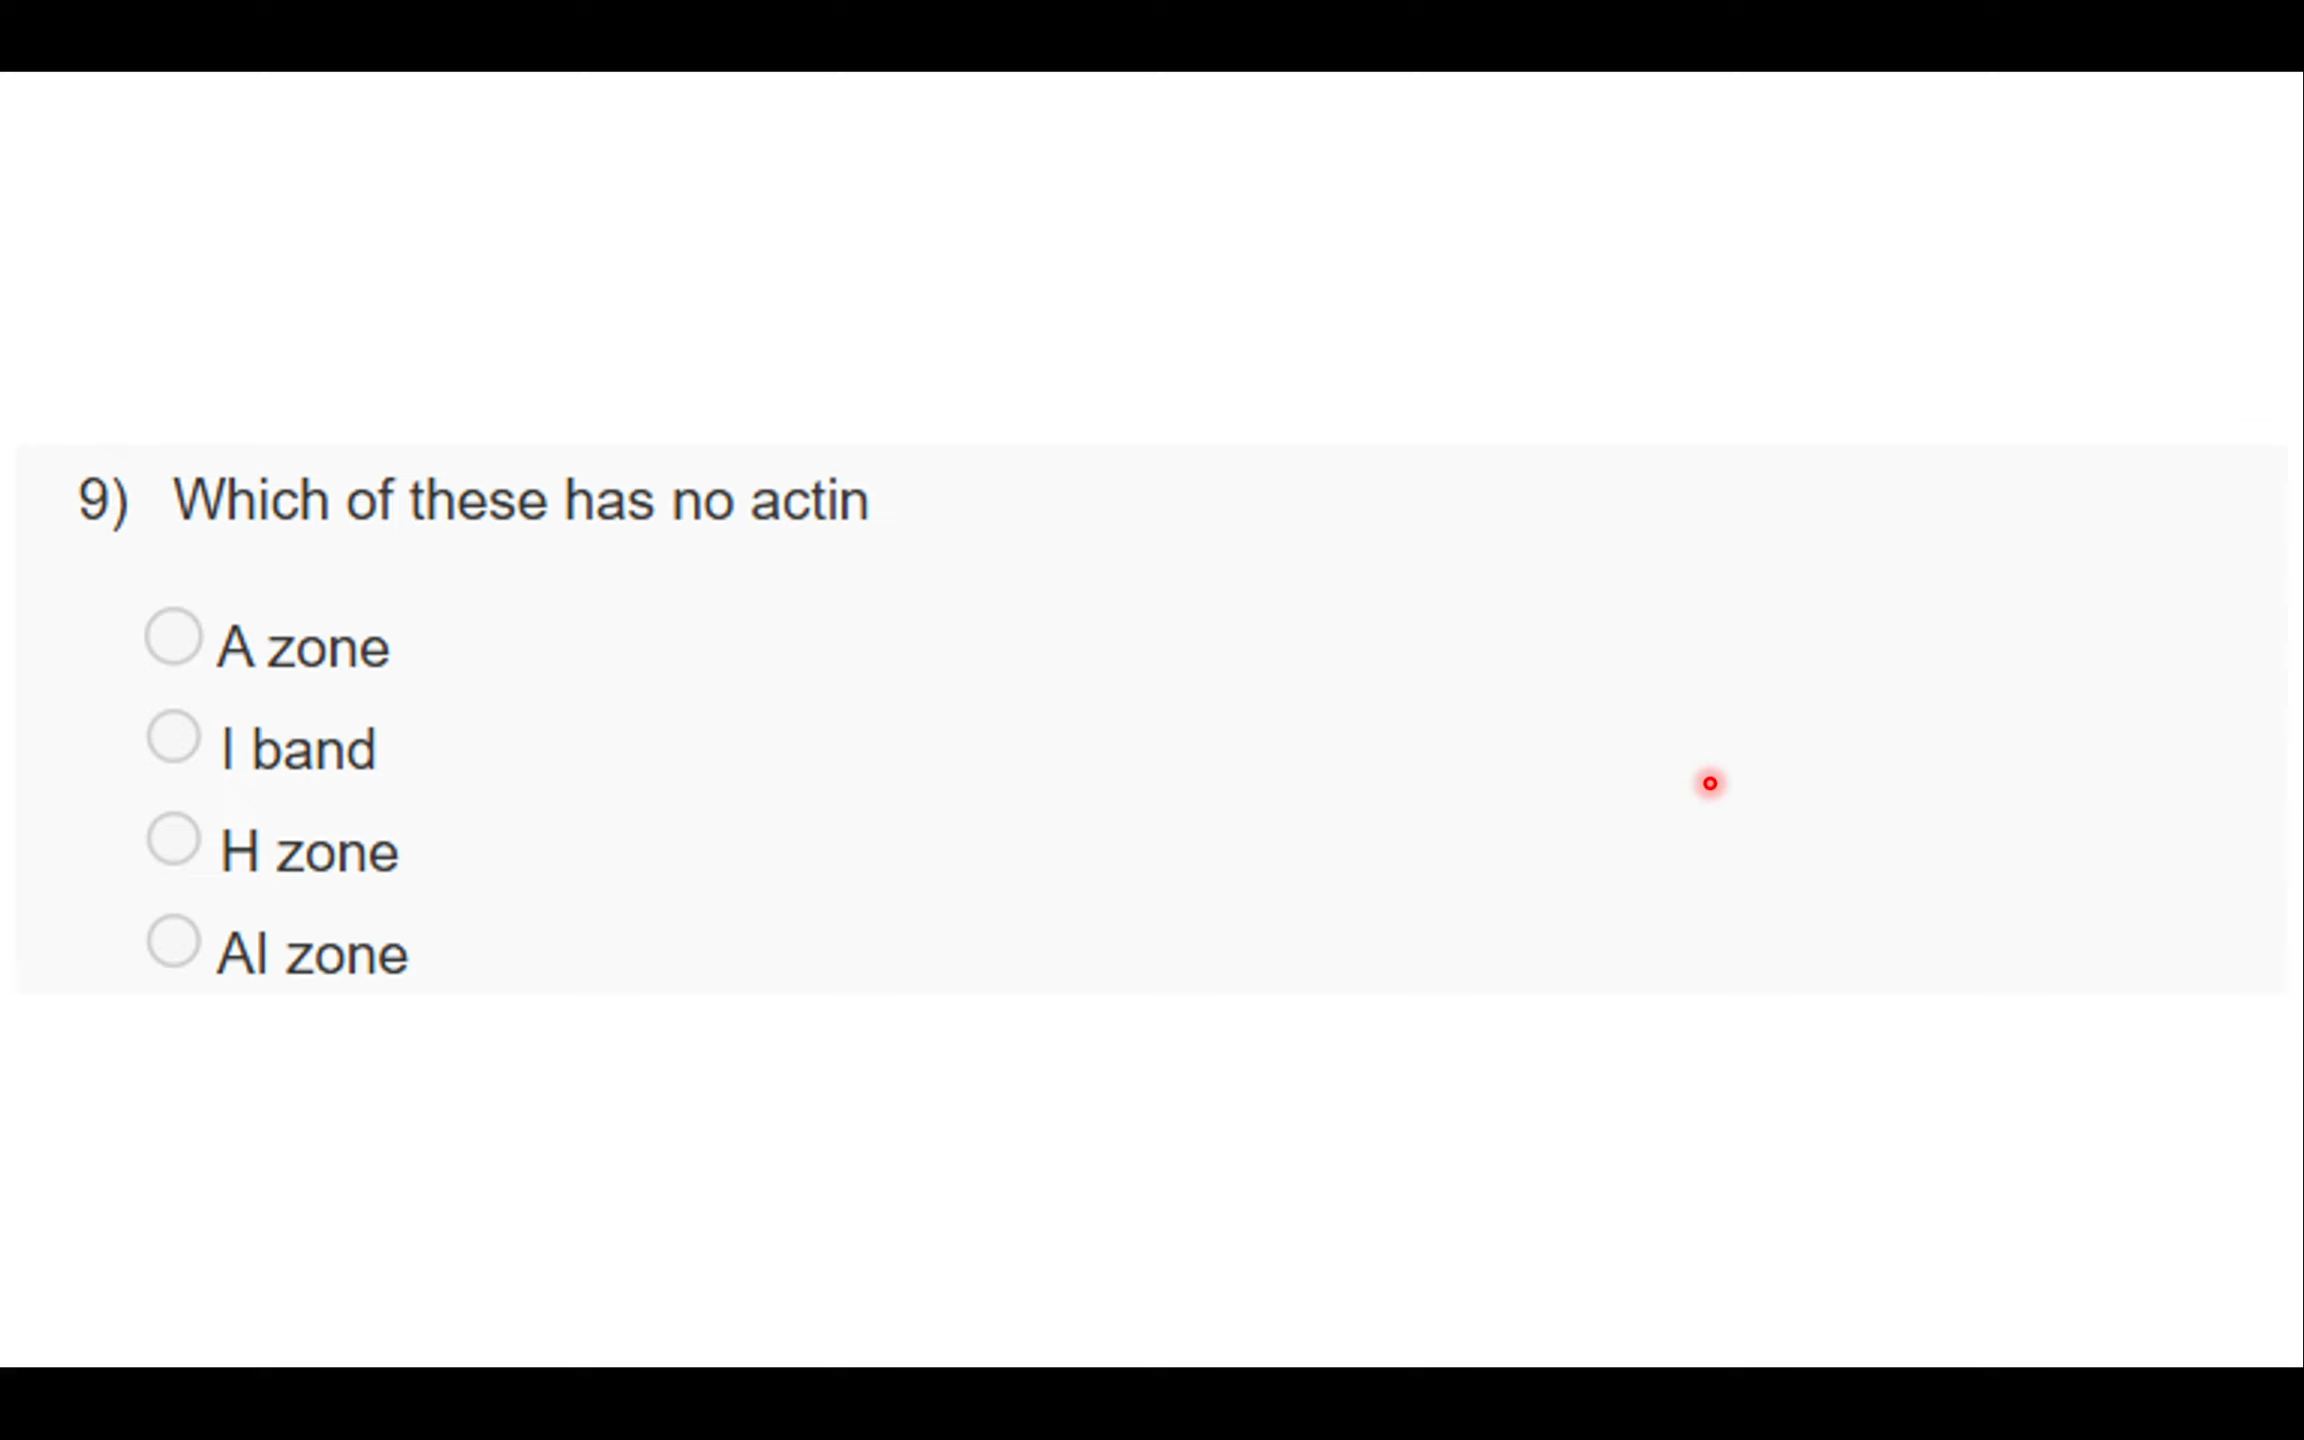 9) Which of these has no actin
A zone
I band
H zone
AI zone